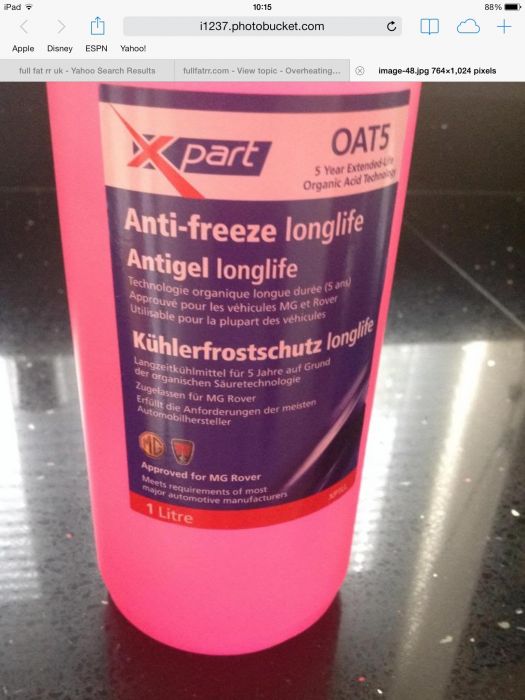 iPad
10:15
88%
i1237.photobucket.com
Apple Disney ESPN Yahoo!
full fat rr uk - Yahoo Search Results
fullfatrr.com - View topic - Overheating...
image-48.jpg 764×1,024 pixels
Xpart
OAT5
5 Year Extended-Life
Organic Acid Technology
Anti-freeze longlife
Antigel longlife
Technologie organique longue durée (5 ans)
Approuvé pour les véhicules MG et Rover
Utilisable pour la plupart des véhicules
Kühlerfrostschutz longlife
Langzeitkühlmittel für 5 Jahre auf Grund
der organischen Säuretechnologie
Zugelassen für MG Rover
Erfüllt die Anforderungen der meisten
Automobilhersteller
MG
Approved for MG Rover
Meets requirements of most
major automotive manufacturers
1 Litre